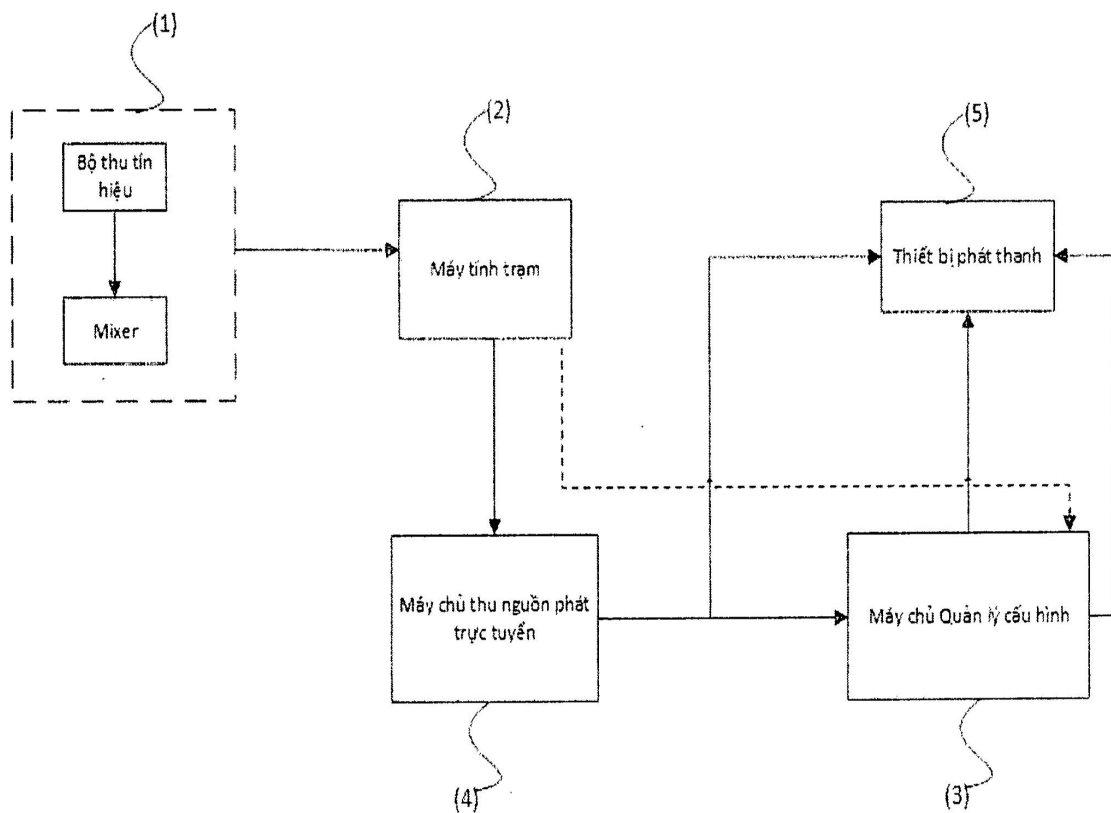 (1)
(2)
(5)
Bộ thu tín
hiệu
Mixer
Máy tính trạm
Thiết bị phát thanh
Máy chủ thu nguồn phát
trực tuyến
Máy chủ Quản lý cấu hình
(4)
(3)